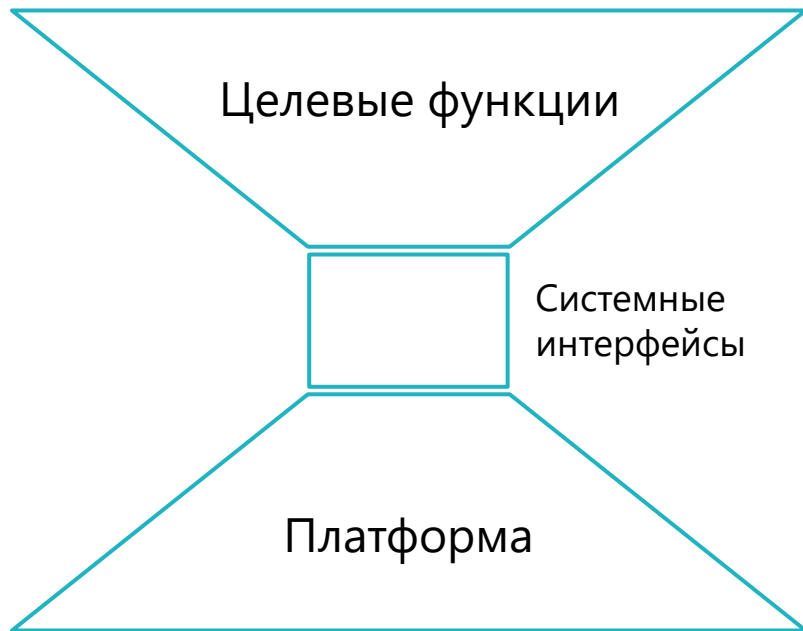 Целевые функции
Системные
интерфейсы
Платформа